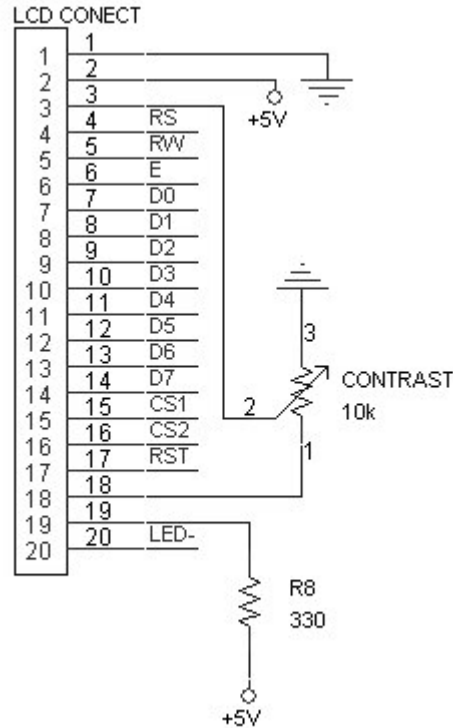 LCD CONECT
1 1
2 2
+5V
3 3
4 4 RS
5 5 RW
6 6 E
7 7 D0
8 8 D1
9 9 D2
10 10 D3
11 11 D4
12 12 D5
13 13 D6
14 14 D7
15 15 CS1
16 16 CS2
17 17 RST
18 18
19 19
20 20 LED-
3
2
1
CONTRAST
10k
R8
330
+5V